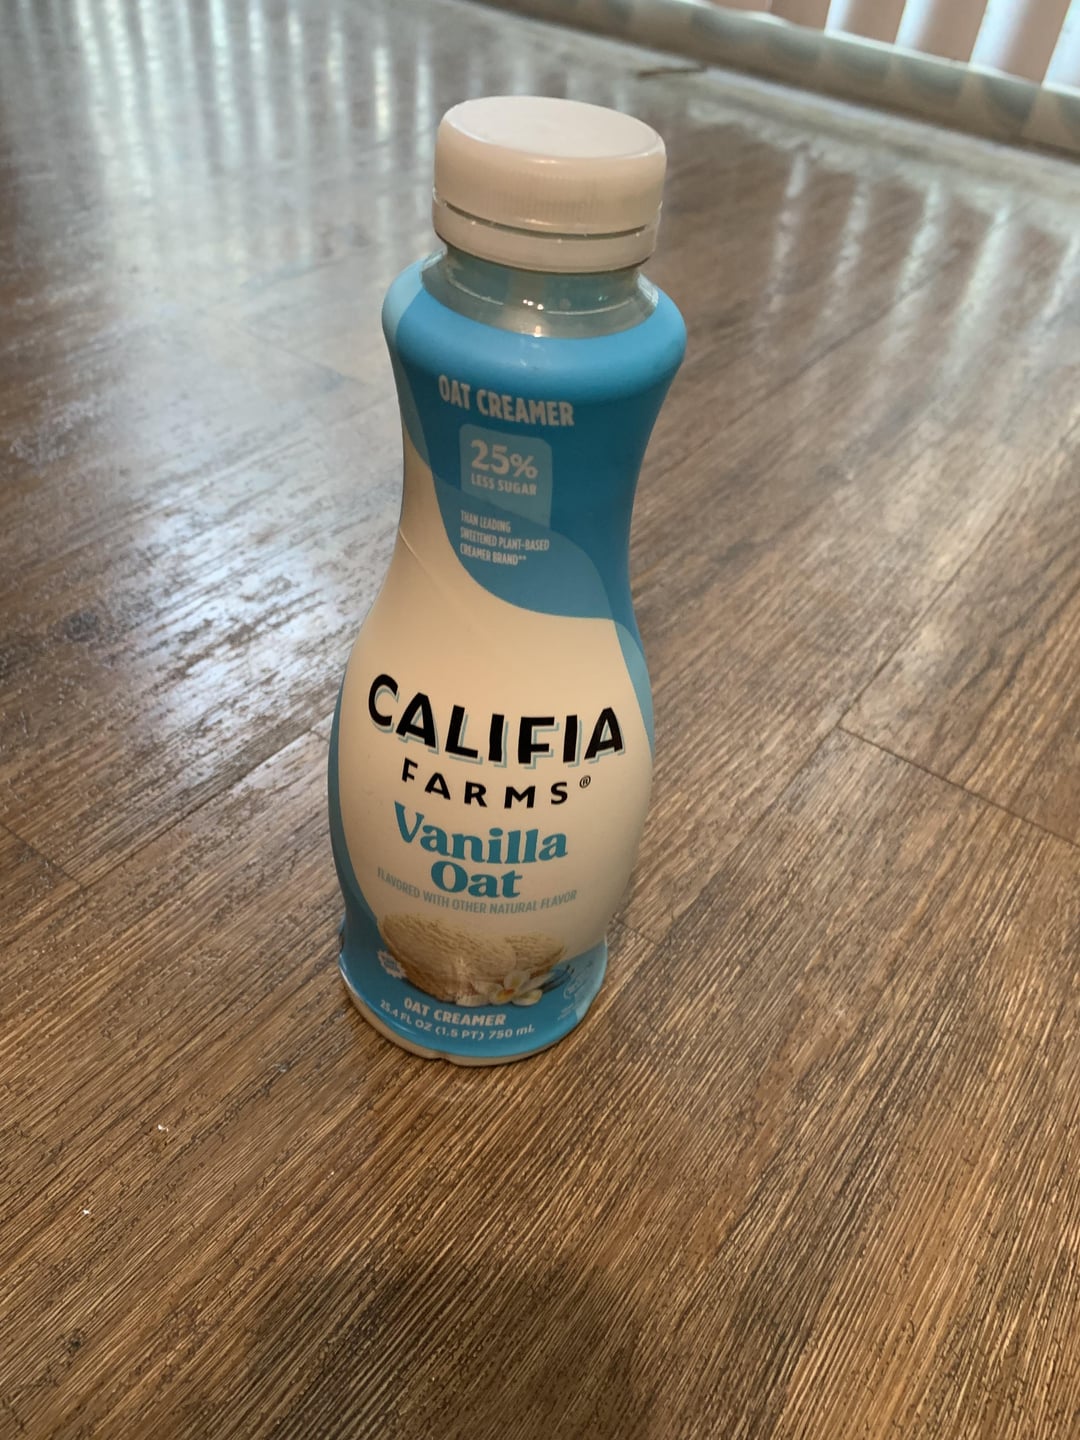 OAT CREAMER
25%
LESS SUGAR
THAN LEADING
SWEETENED PLANT-BASED
CREAMER BRAND**
CALIFIA
FARMS®
Vanilla
Oat
FLAVORED WITH OTHER NATURAL FLAVOR
OAT CREAMER
25.4 FL OZ (1.5 PT) 750 mL